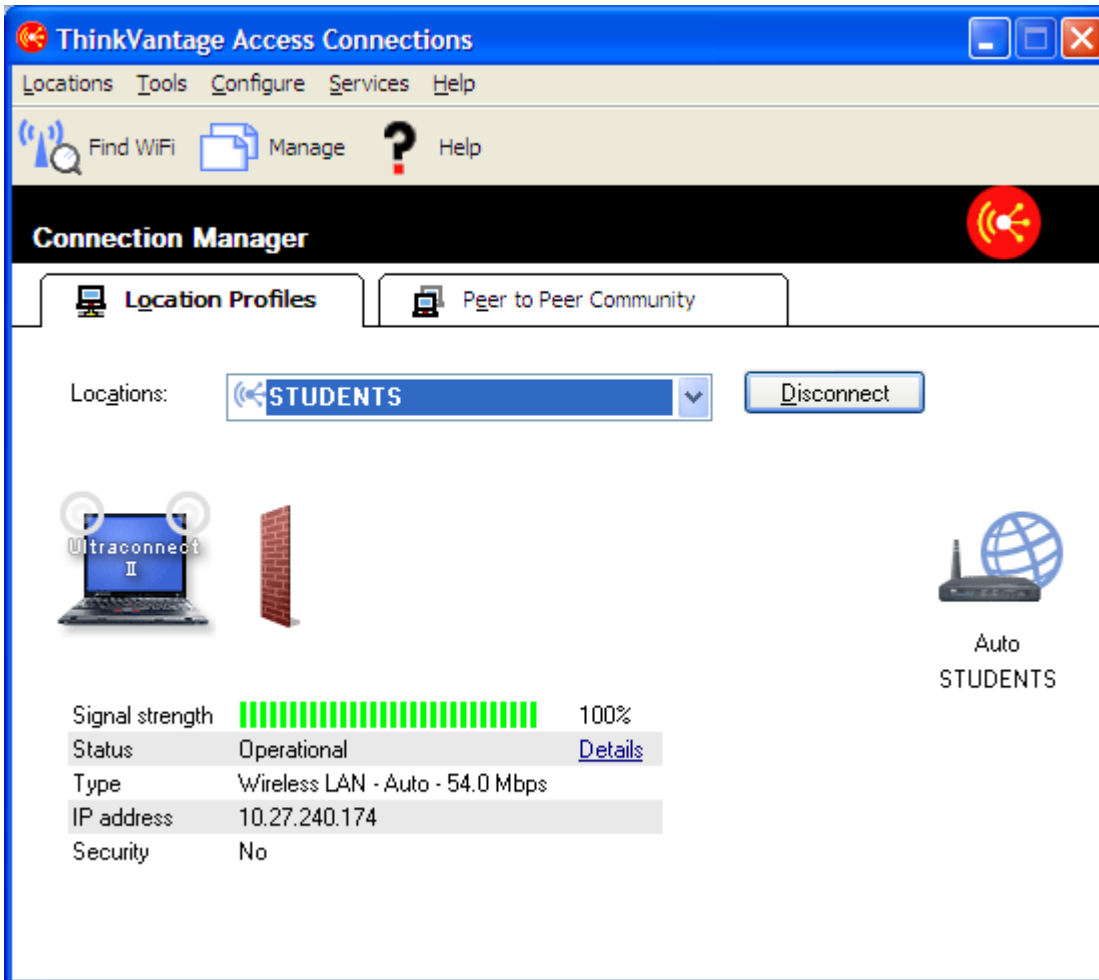 ThinkVantage Access Connections
Locations Tools Configure Services Help
Find WiFi Manage Help
Connection Manager
Location Profiles Peer to Peer Community
Locations: STUDENTS Disconnect
Ultraconnect
II
Auto
STUDENTS
Signal strength 100%
Status Operational Details
Type Wireless LAN - Auto - 54.0 Mbps
IP address 10.27.240.174
Security No